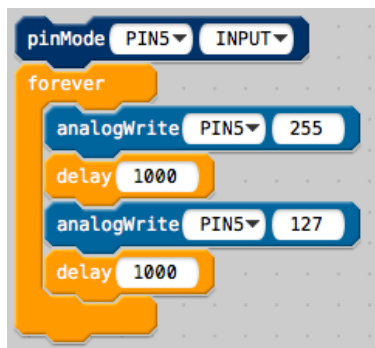 pinMode PIN5 INPUT
forever
analogWrite PIN5 255
delay 1000
analogWrite PIN5 127
delay 1000